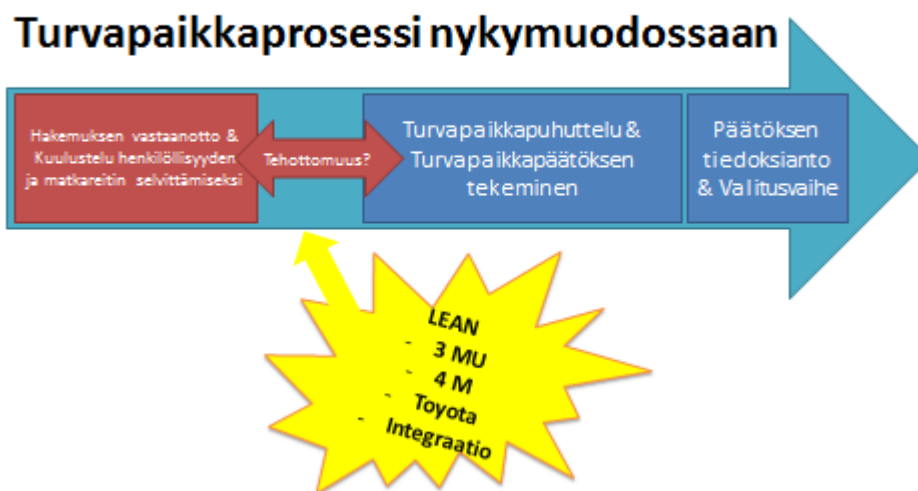 Turvapaikkaprosessi nykymuodossaan
Hakemuksen vastaanotto &
Kuulustelu henkilöllisyyden
ja matkareitin selvittämiseksi
Tehottomuus?
Turvapaikkapuhuttelu &
Turvapaikkapäätöksen
tekeminen
Päätöksen
tiedoksianto
& Valitusvaihe
LEAN
- 3 MU
- 4 M
- Toyota
- Integraatio